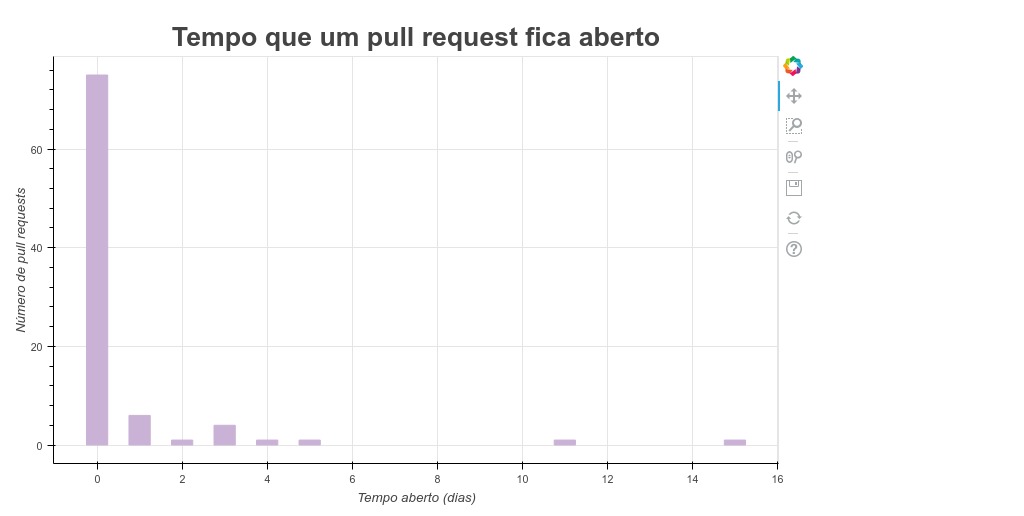 Tempo que um pull request fica aberto
Número de pull requests
60
40
20
0
0 2 4 6 8 10 12 14 16
Tempo aberto (dias)